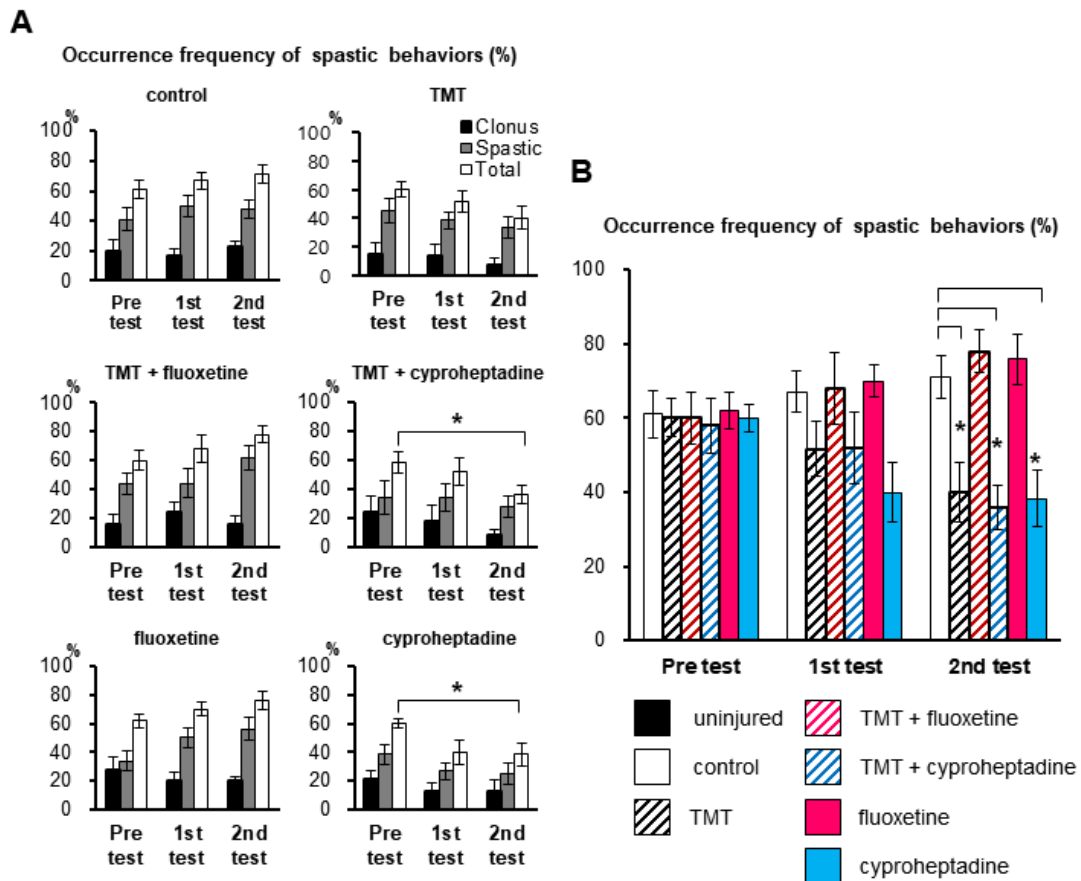 A
Occurrence frequency of spastic behaviors (%)
control
%
100
80
60
40
20
0
Pre test
1st test
2nd test
TMT
%
100
80
60
40
20
0
Clonus
Spastic
Total
Pre test
1st test
2nd test
TMT + fluoxetine
%
100
80
60
40
20
0
Pre test
1st test
2nd test
TMT + cyproheptadine
%
100
80
60
40
20
0
*
Pre test
1st test
2nd test
fluoxetine
%
100
80
60
40
20
0
Pre test
1st test
2nd test
cyproheptadine
%
100
80
60
40
20
0
*
Pre test
1st test
2nd test
B
Occurrence frequency of spastic behaviors (%)
100
80
60
40
20
0
*
*
*
Pre test
1st test
2nd test
uninjured
control
TMT
TMT + fluoxetine
TMT + cyproheptadine
fluoxetine
cyproheptadine